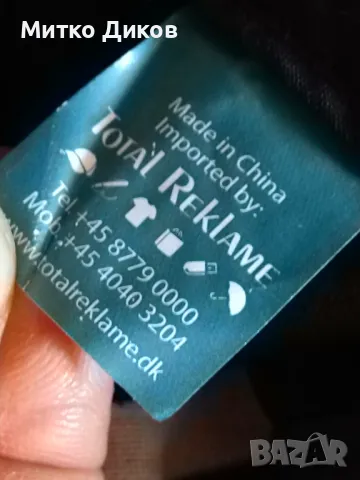 Митко Диков
Made in China
Imported by:
TOTAL REKLAME
Tel. +45 8779 0000
Mob. +45 4040 3204
www.totalreklame.dk
BAZAR